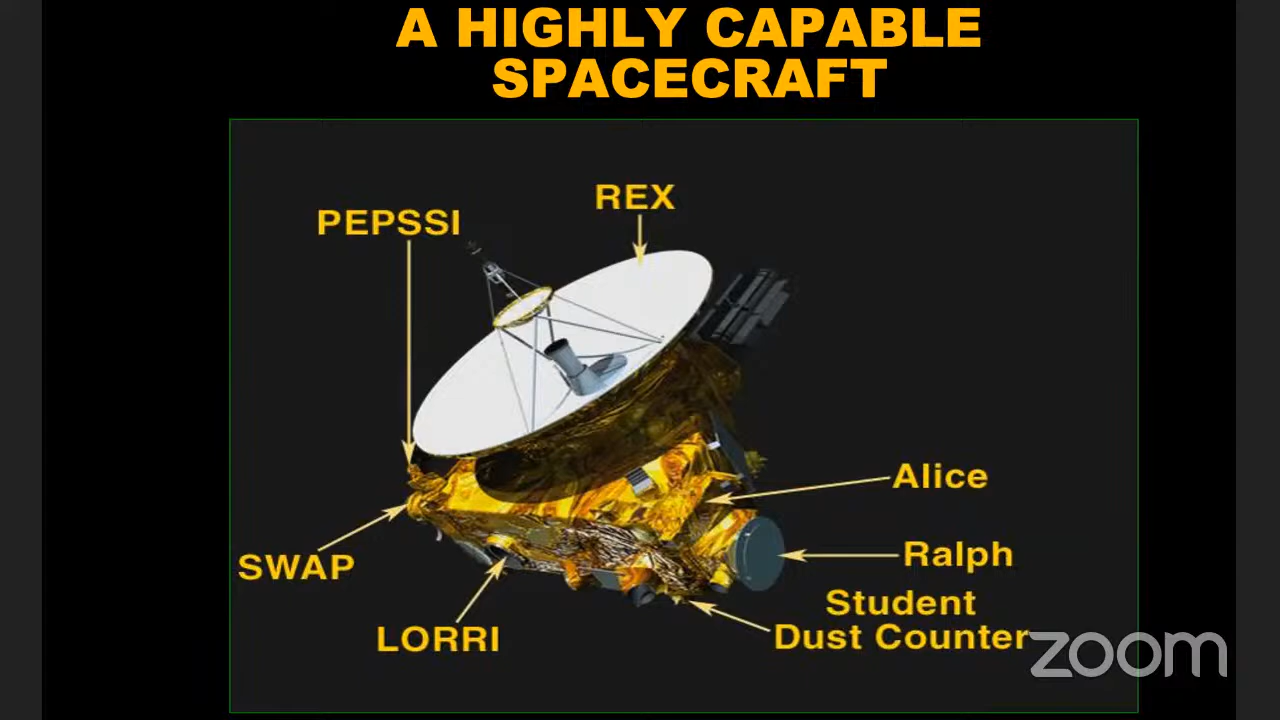 A HIGHLY CAPABLE
SPACECRAFT
REX
PEPSSI
Alice
Ralph
SWAP
Student
Dust Counter
LORRI
zoom